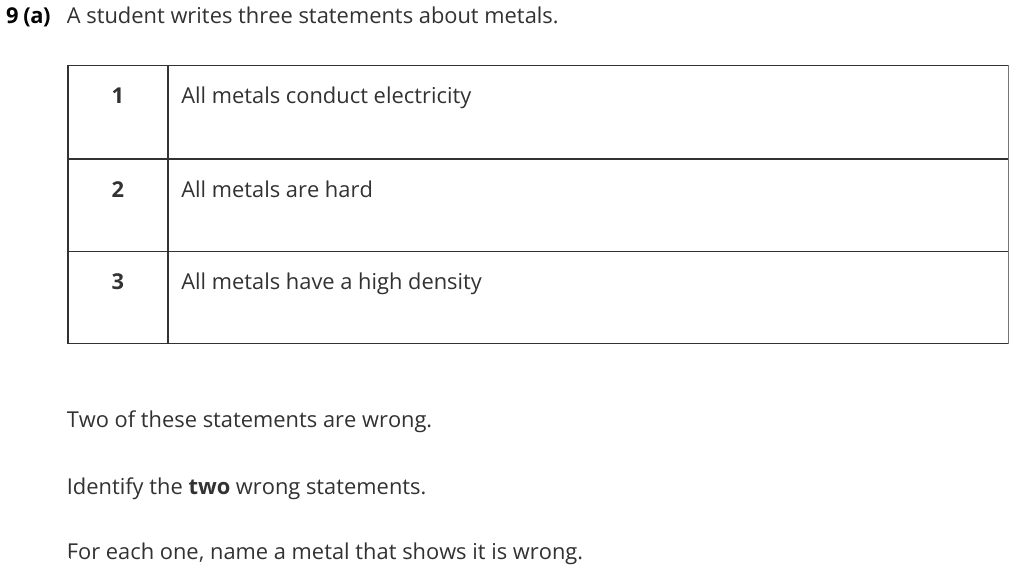 9 (a) A student writes three statements about metals.
1 All metals conduct electricity
2 All metals are hard
3 All metals have a high density
Two of these statements are wrong.
Identify the two wrong statements.
For each one, name a metal that shows it is wrong.